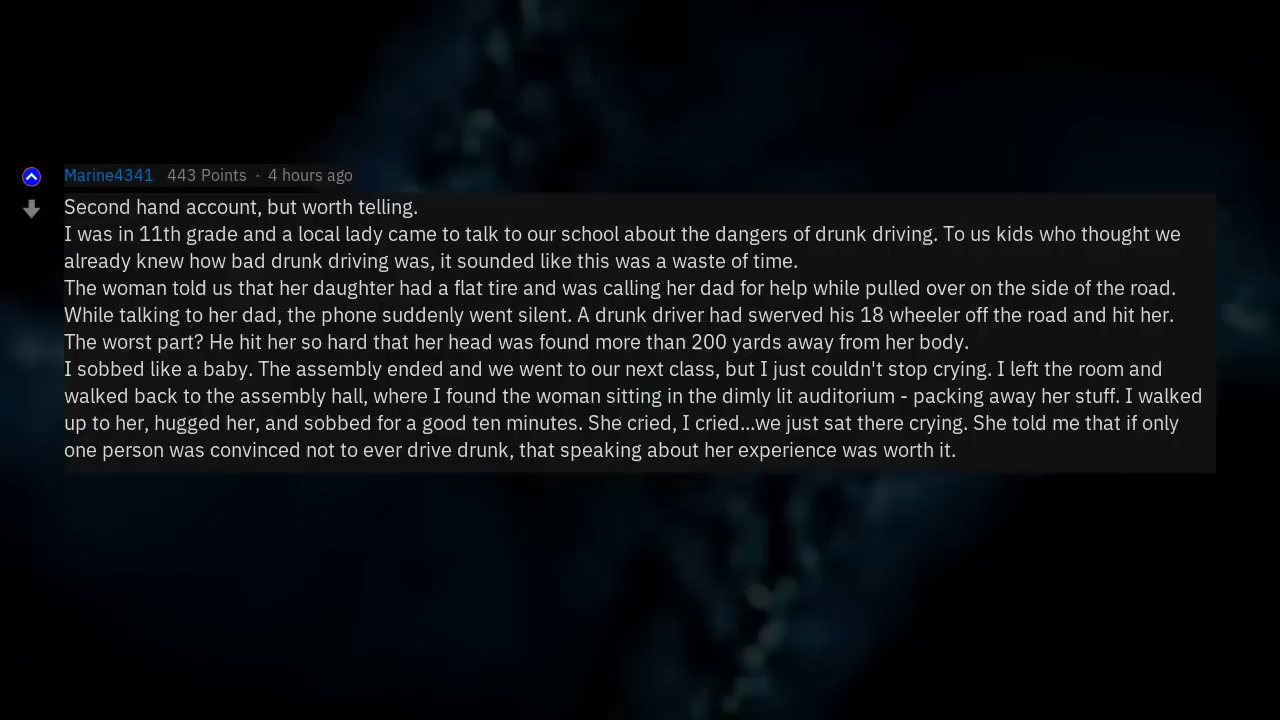 Marine4341 443 Points · 4 hours ago
Second hand account, but worth telling.
I was in 11th grade and a local lady came to talk to our school about the dangers of drunk driving. To us kids who thought we
already knew how bad drunk driving was, it sounded like this was a waste of time.
The woman told us that her daughter had a flat tire and was calling her dad for help while pulled over on the side of the road.
While talking to her dad, the phone suddenly went silent. A drunk driver had swerved his 18 wheeler off the road and hit her.
The worst part? He hit her so hard that her head was found more than 200 yards away from her body.
I sobbed like a baby. The assembly ended and we went to our next class, but I just couldn't stop crying. I left the room and
walked back to the assembly hall, where I found the woman sitting in the dimly lit auditorium - packing away her stuff. I walked
up to her, hugged her, and sobbed for a good ten minutes. She cried, I cried...we just sat there crying. She told me that if only
one person was convinced not to ever drive drunk, that speaking about her experience was worth it.